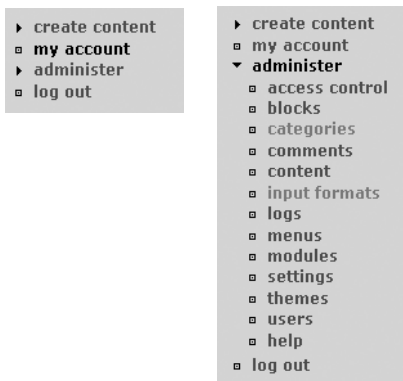 create content
my account
administer
log out
create content
my account
administer
access control
blocks
categories
comments
content
input formats
logs
menus
modules
settings
themes
users
help
log out